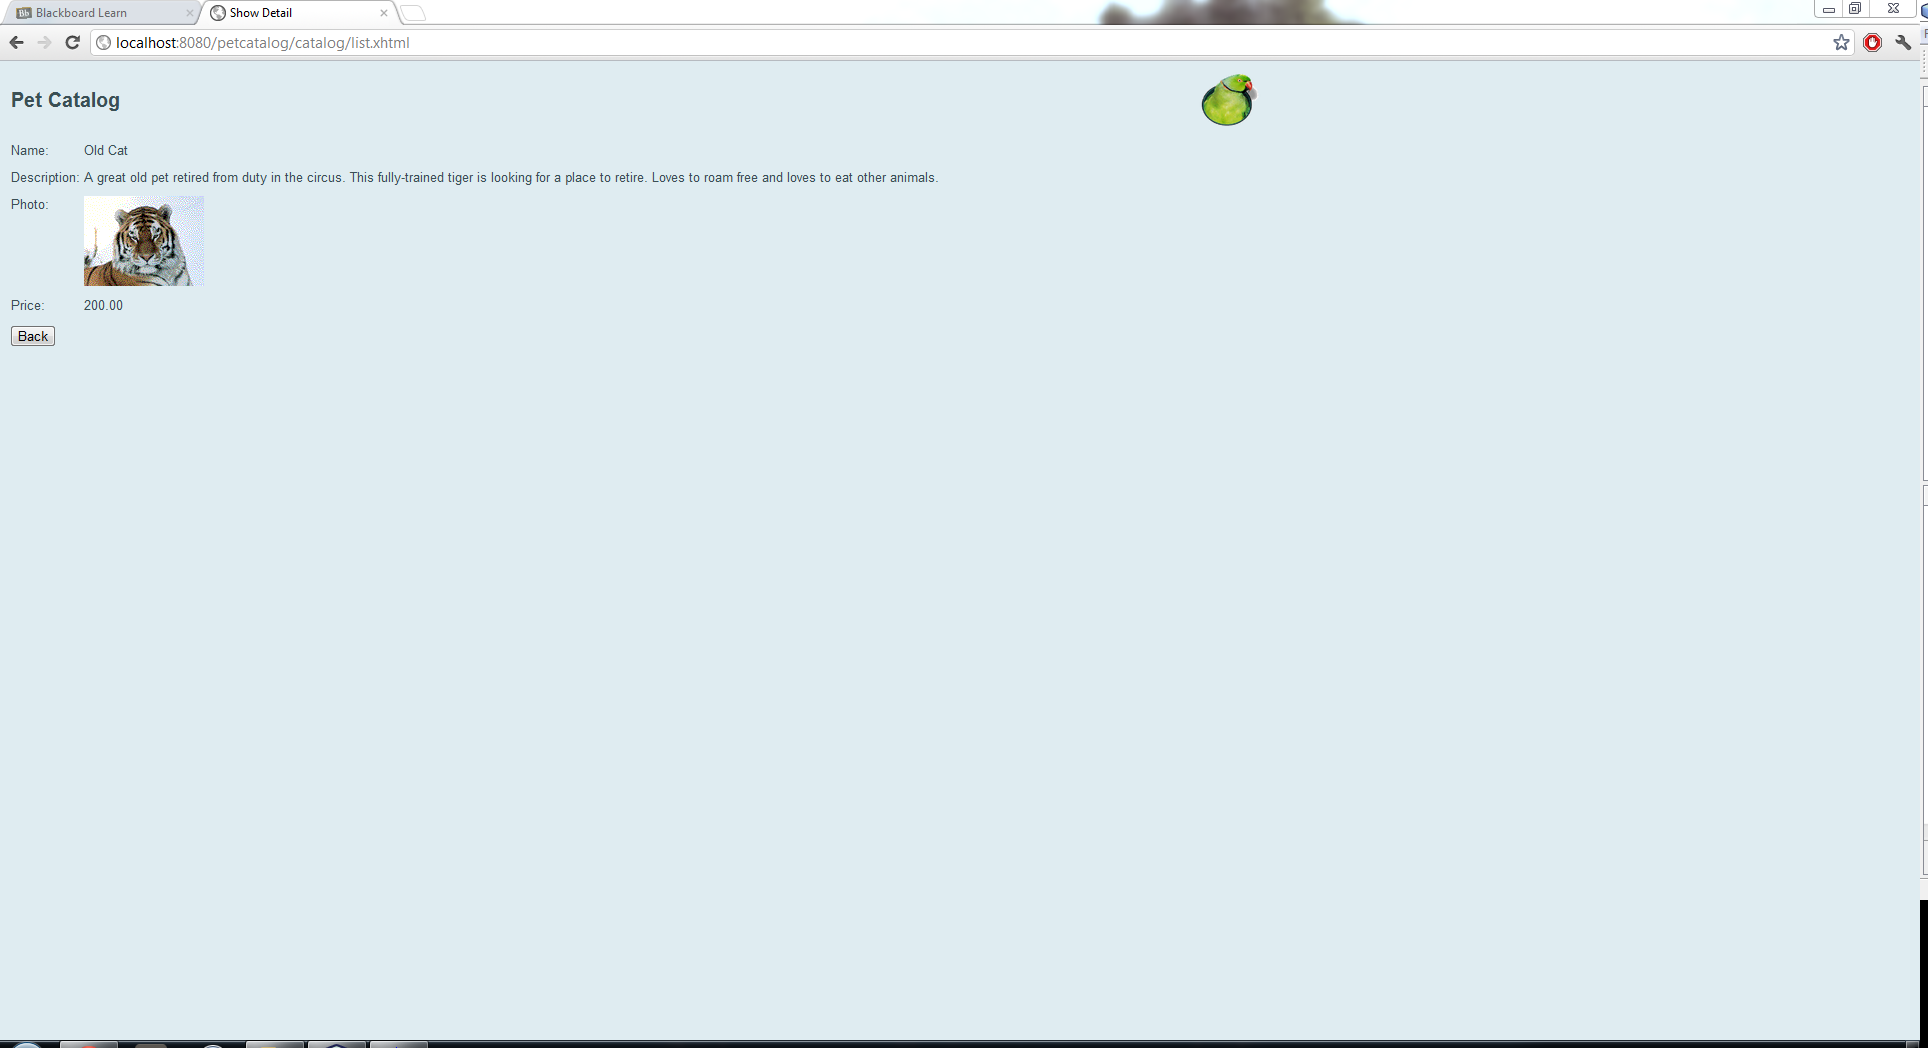 Blackboard Learn
Show Detail
localhost:8080/petcatalog/catalog/list.xhtml
Pet Catalog
Name: Old Cat
Description: A great old pet retired from duty in the circus. This fully-trained tiger is looking for a place to retire. Loves to roam free and loves to eat other animals.
Photo:
Price: 200.00
Back